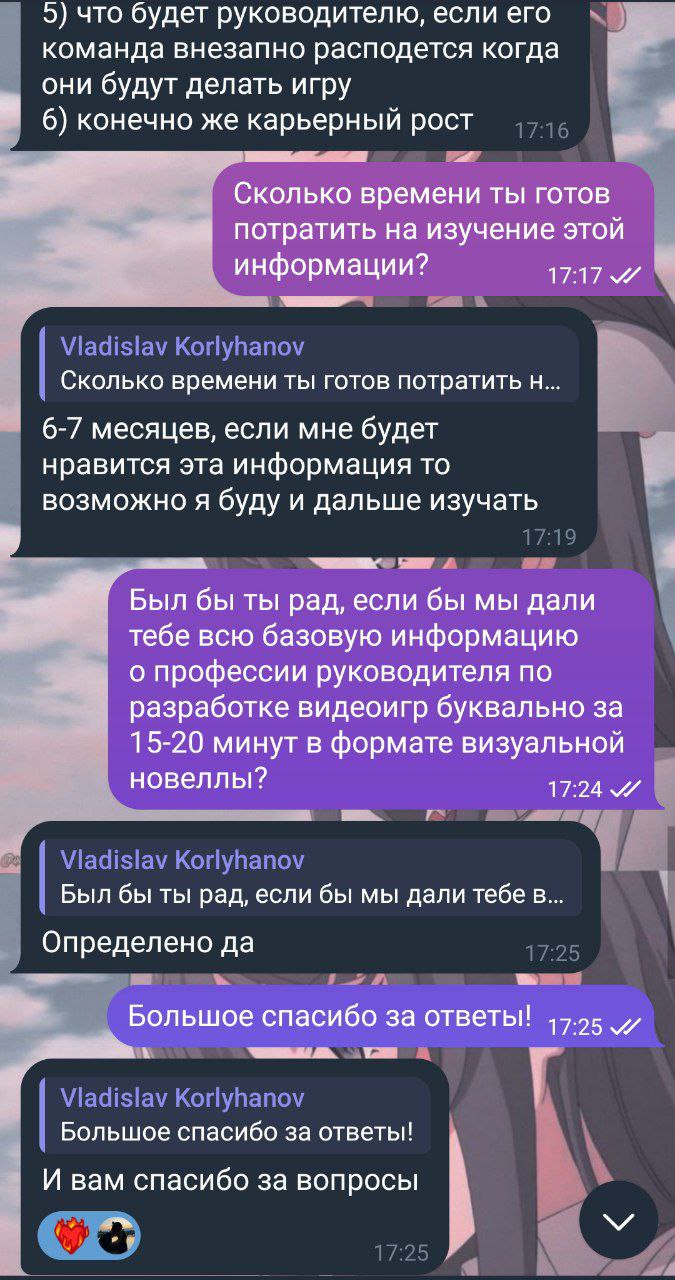 5) что будет руководителю, если его
команда внезапно расподется когда
они будут делать игру
6) конечно же карьерный рост
17:16
Сколько времени ты готов
потратить на изучение этой
информации?
17:17
Vladislav Korlyhanov
Сколько времени ты готов потратить н...
6-7 месяцев, если мне будет
нравится эта информация то
возможно я буду и дальше изучать
17:19
Был бы ты рад, если бы мы дали
тебе всю базовую информацию
о профессии руководителя по
разработке видеоигр буквально за
15-20 минут в формате визуальной
новеллы?
17:24
Vladislav Korlyhanov
Был бы ты рад, если бы мы дали тебе в...
Определено да
17:25
Большое спасибо за ответы!
17:25
Vladislav Korlyhanov
Большое спасибо за ответы!
И вам спасибо за вопросы
17:25